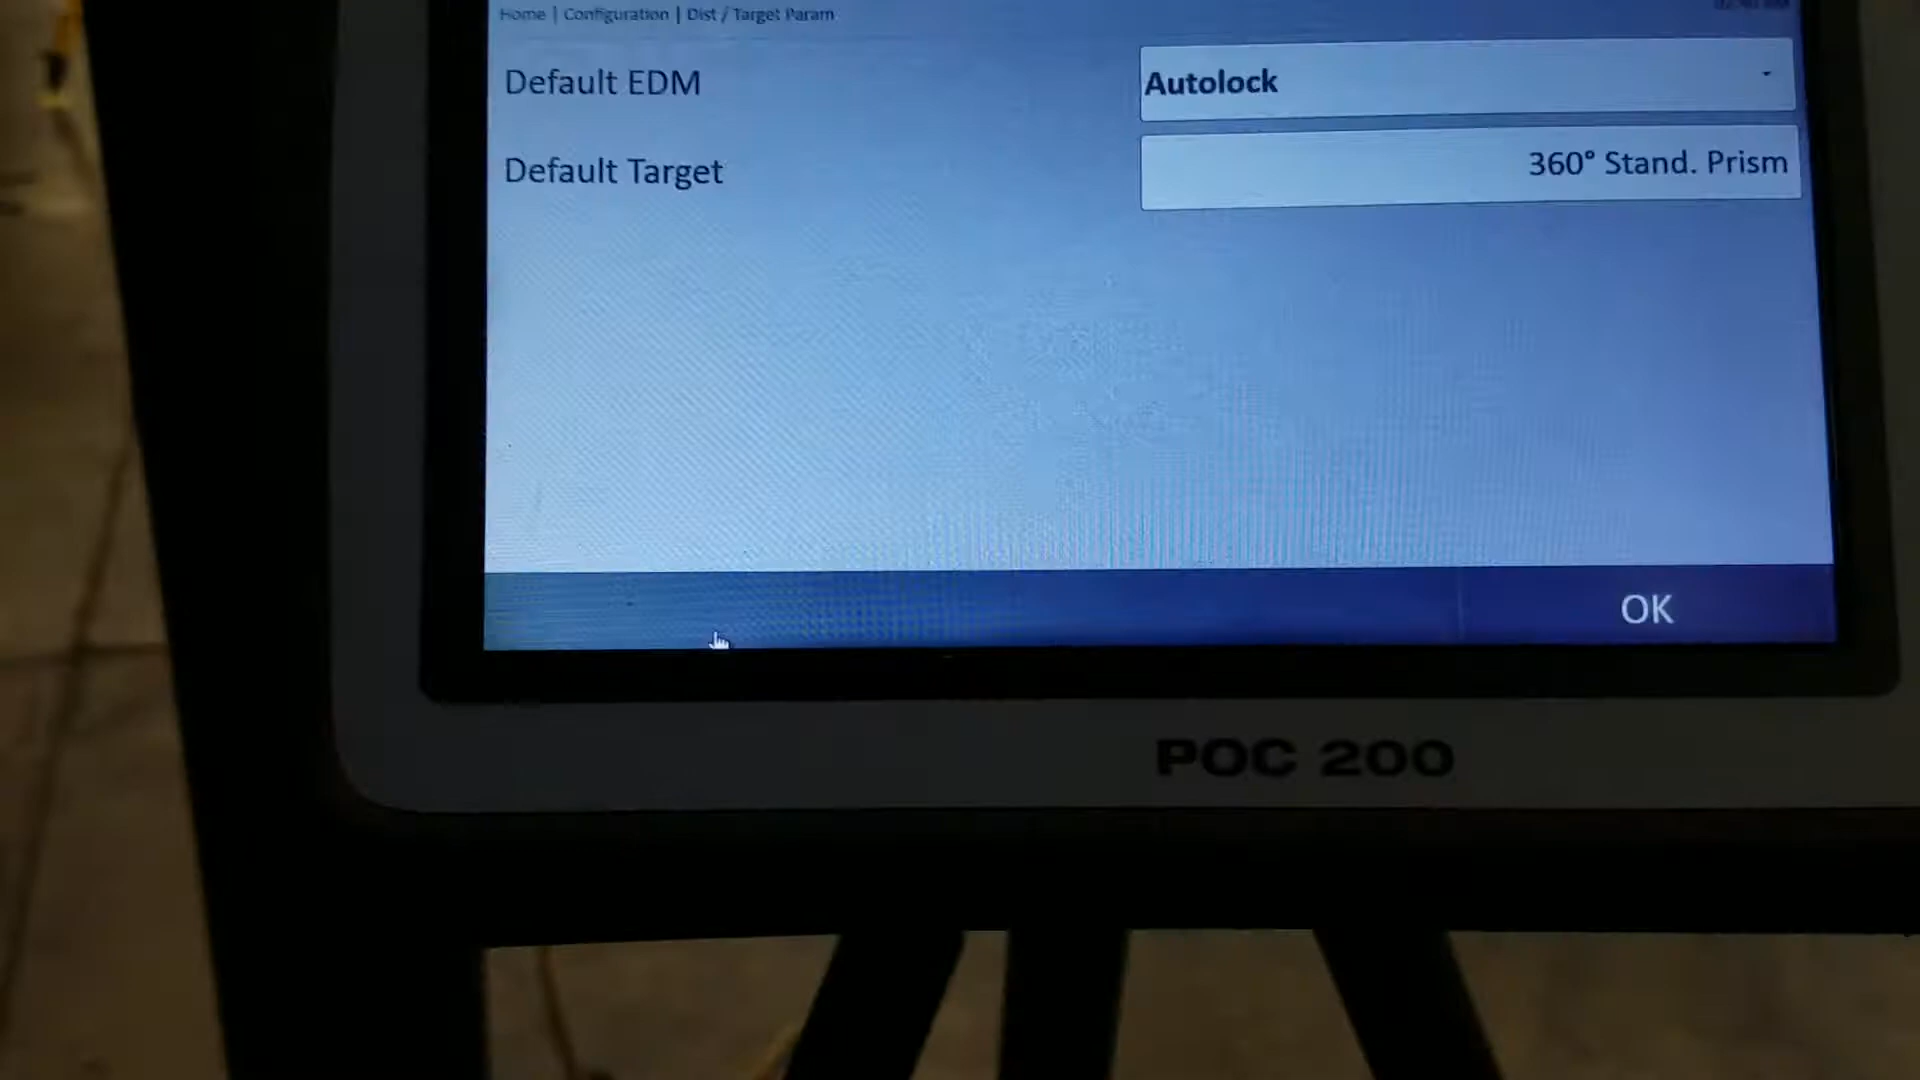 Home | Configuration | Dist / Target Param
Default EDM
Autolock
Default Target
360° Stand. Prism
OK
POC 200